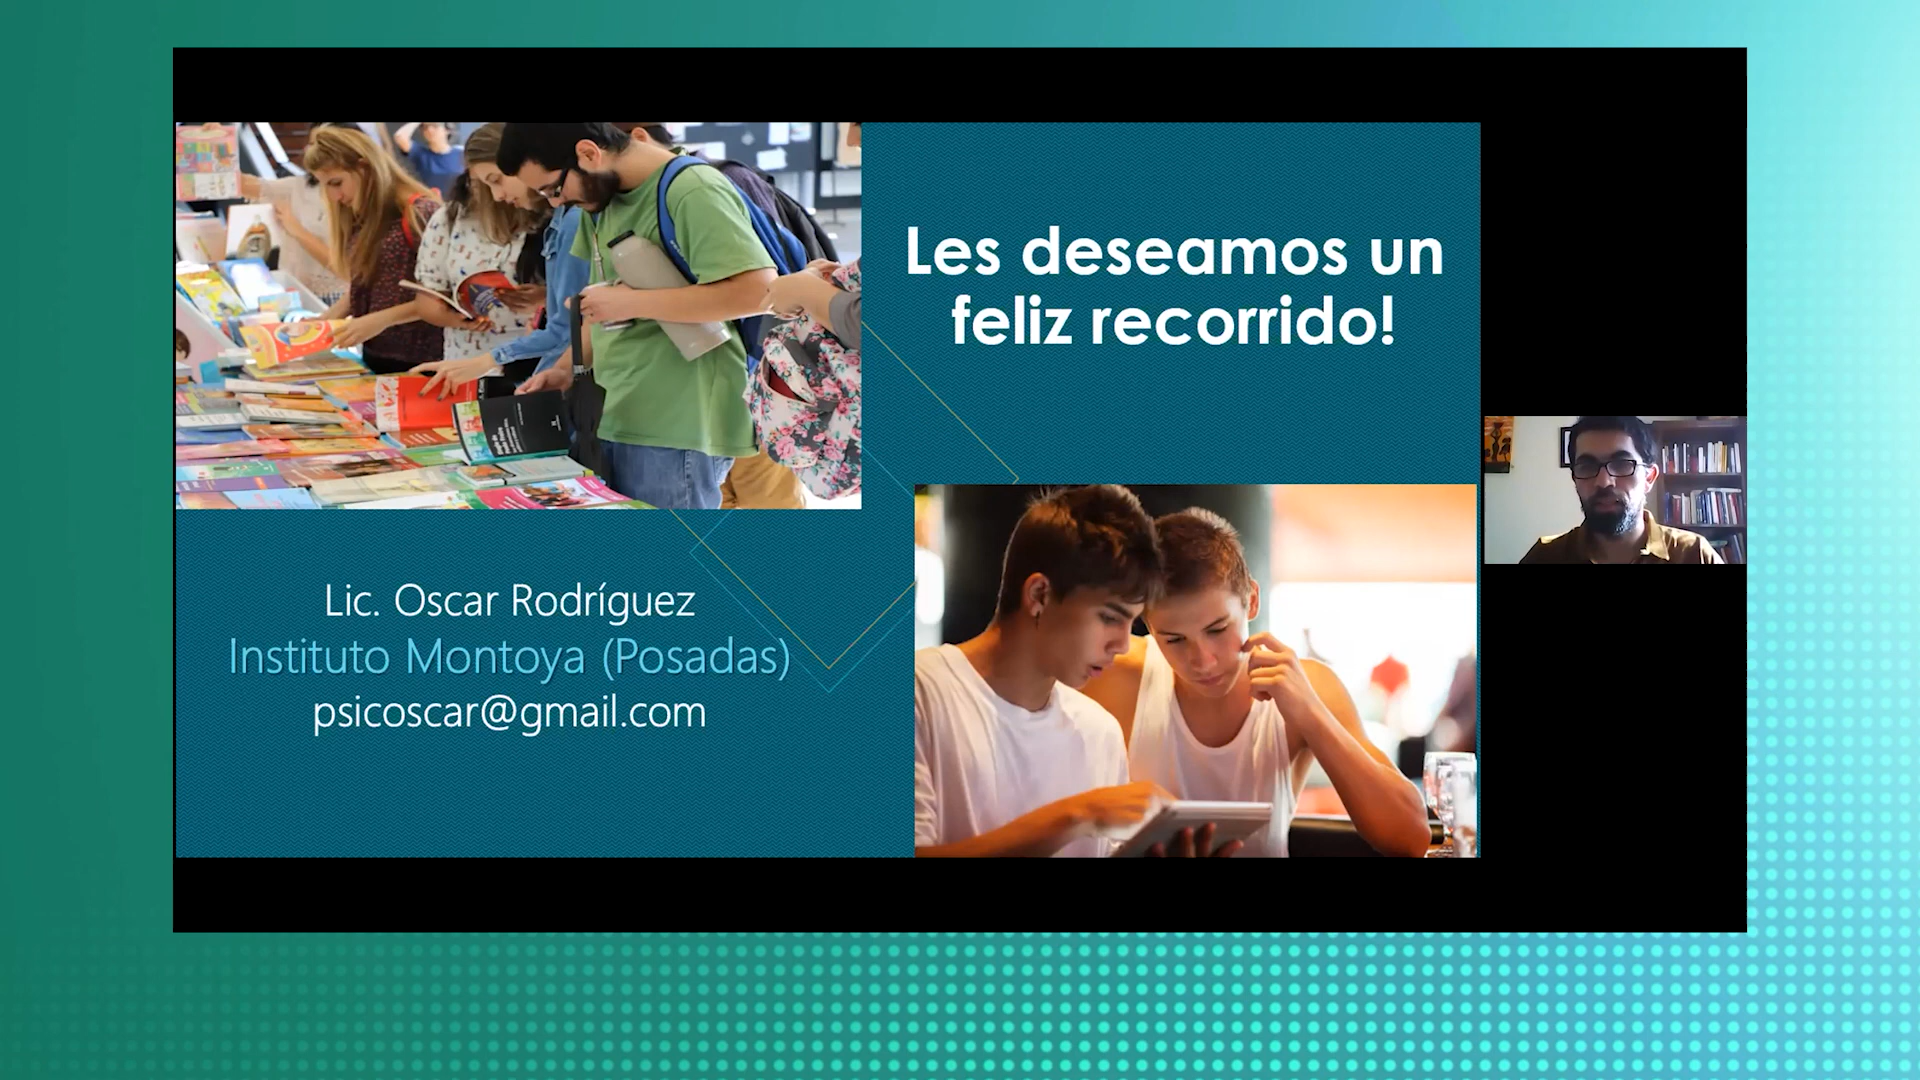 Les deseamos un
feliz recorrido!
Lic. Oscar Rodríguez
Instituto Montoya (Posadas)
psicoscar@gmail.com